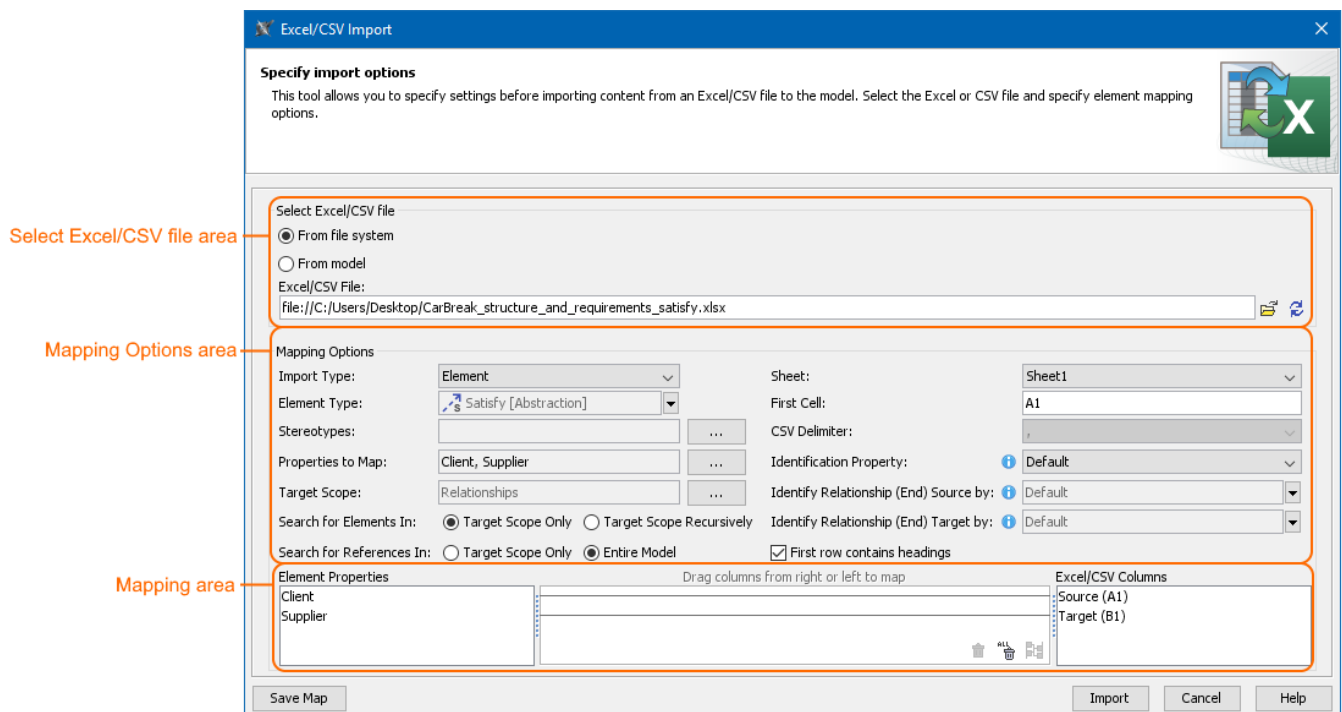 Excel/CSV Import
Specify import options
This tool allows you to specify settings before importing content from an Excel/CSV file to the model. Select the Excel or CSV file and specify element mapping
options.
X
Select Excel/CSV file area
Select Excel/CSV file
From file system
From model
Excel/CSV File:
file://C:/Users/Desktop/CarBreak_structure_and_requirements_satisfy.xlsx
Mapping Options area
Mapping Options
Import Type: Element Sheet: Sheet1
Element Type: S Satisfy [Abstraction] First Cell: A1
Stereotypes: ... CSV Delimiter: ,
Properties to Map: Client, Supplier ... Identification Property: i Default
Target Scope: Relationships ... Identify Relationship (End) Source by: i Default
Search for Elements In: Target Scope Only Target Scope Recursively Identify Relationship (End) Target by: i Default
Search for References In: Target Scope Only Entire Model First row contains headings
Mapping area
Element Properties Drag columns from right or left to map Excel/CSV Columns
Client Source (A1)
Supplier Target (B1)
ALL
Save Map Import Cancel Help